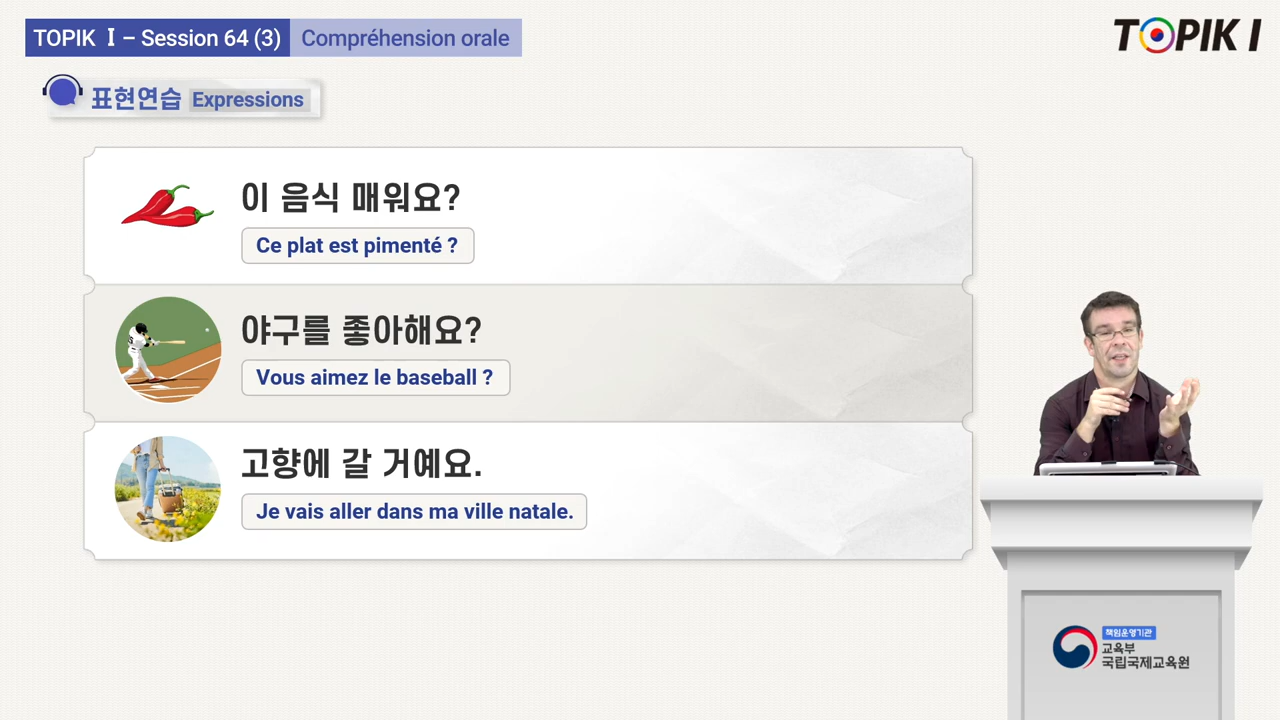 TOPIK Ⅰ – Session 64 (3) Compréhension orale
TOPIK I
표현연습 Expressions
이 음식 매워요?
Ce plat est pimenté ?
야구를 좋아해요?
Vous aimez le baseball ?
고향에 갈 거예요.
Je vais aller dans ma ville natale.
책임운영기관
교육부
국립국제교육원